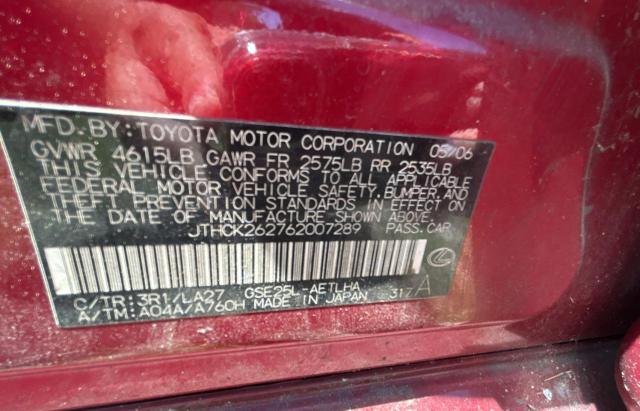 MFD. BY: TOYOTA MOTOR CORPORATION 05/06
GVWR 4615LB GAWR FR 2575LB RR 2535LB
THIS VEHICLE CONFORMS TO ALL APPLICABLE
FEDERAL MOTOR VEHICLE SAFETY, BUMPER, AND
THEFT PREVENTION STANDARDS IN EFFECT ON
THE DATE OF MANUFACTURE SHOWN ABOVE.
JTHCK262762007289 PASS. CAR
C/TR: 3R1/LA27 GSE25L-AETLHA
A/TM: A04A/A760H MADE IN JAPAN 317 A